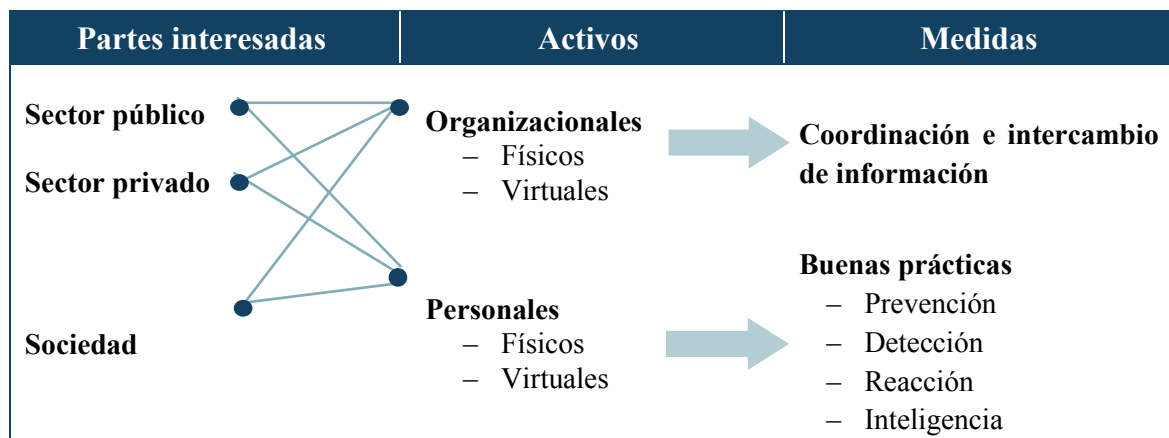 Partes interesadas
Activos
Medidas
Sector público
Sector privado
Sociedad
Organizacionales
– Físicos
– Virtuales
Personales
– Físicos
– Virtuales
Coordinación e intercambio
de información
Buenas prácticas
– Prevención
– Detección
– Reacción
– Inteligencia